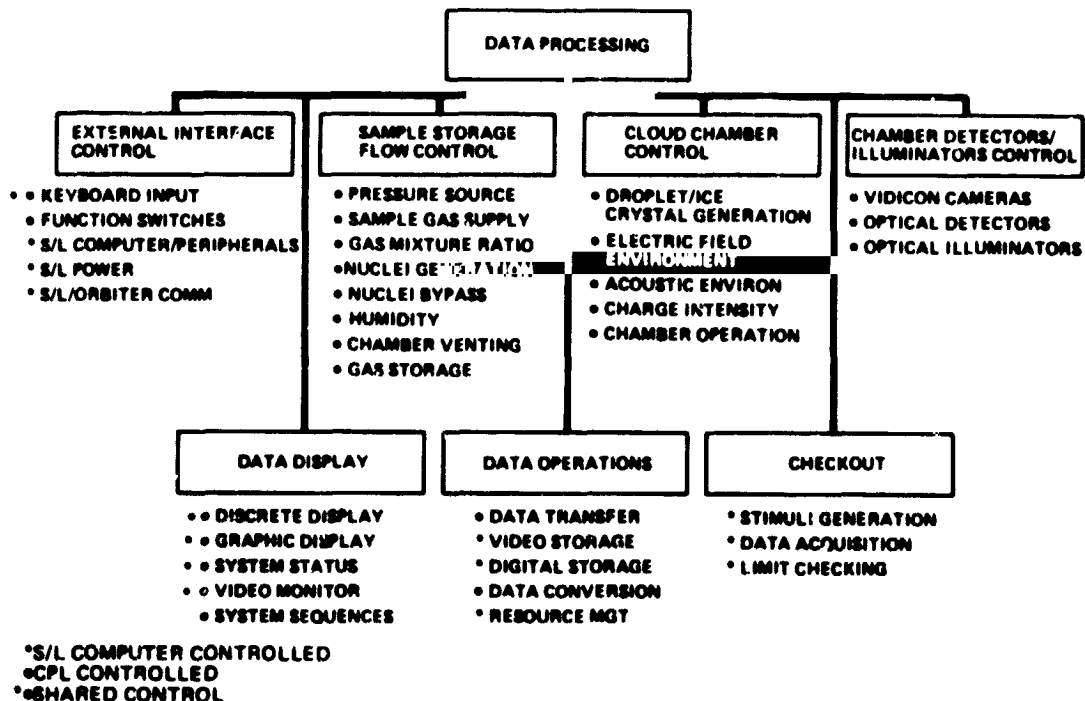 DATA PROCESSING
EXTERNAL INTERFACE
CONTROL
* ● KEYBOARD INPUT
● FUNCTION SWITCHES
* S/L COMPUTER/PERIPHERALS
* S/L POWER
* S/L/ORBITER COMM
SAMPLE STORAGE
FLOW CONTROL
● PRESSURE SOURCE
● SAMPLE GAS SUPPLY
● GAS MIXTURE RATIO
● NUCLEI GENERATION
● NUCLEI BYPASS
● HUMIDITY
● CHAMBER VENTING
● GAS STORAGE
CLOUD CHAMBER
CONTROL
● DROPLET/ICE
CRYSTAL GENERATION
● ELECTRIC FIELD
ENVIRONMENT
● ACOUSTIC ENVIRON
● CHARGE INTENSITY
● CHAMBER OPERATION
CHAMBER DETECTORS/
ILLUMINATORS CONTROL
● VIDICON CAMERAS
● OPTICAL DETECTORS
● OPTICAL ILLUMINATORS
DATA DISPLAY
* ● DISCRETE DISPLAY
* ● GRAPHIC DISPLAY
* ● SYSTEM STATUS
* ● VIDEO MONITOR
● SYSTEM SEQUENCES
DATA OPERATIONS
● DATA TRANSFER
* VIDEO STORAGE
* DIGITAL STORAGE
● DATA CONVERSION
* RESOURCE MGT
CHECKOUT
* STIMULI GENERATION
* DATA ACQUISITION
* LIMIT CHECKING
*S/L COMPUTER CONTROLLED
●CPL CONTROLLED
*●SHARED CONTROL